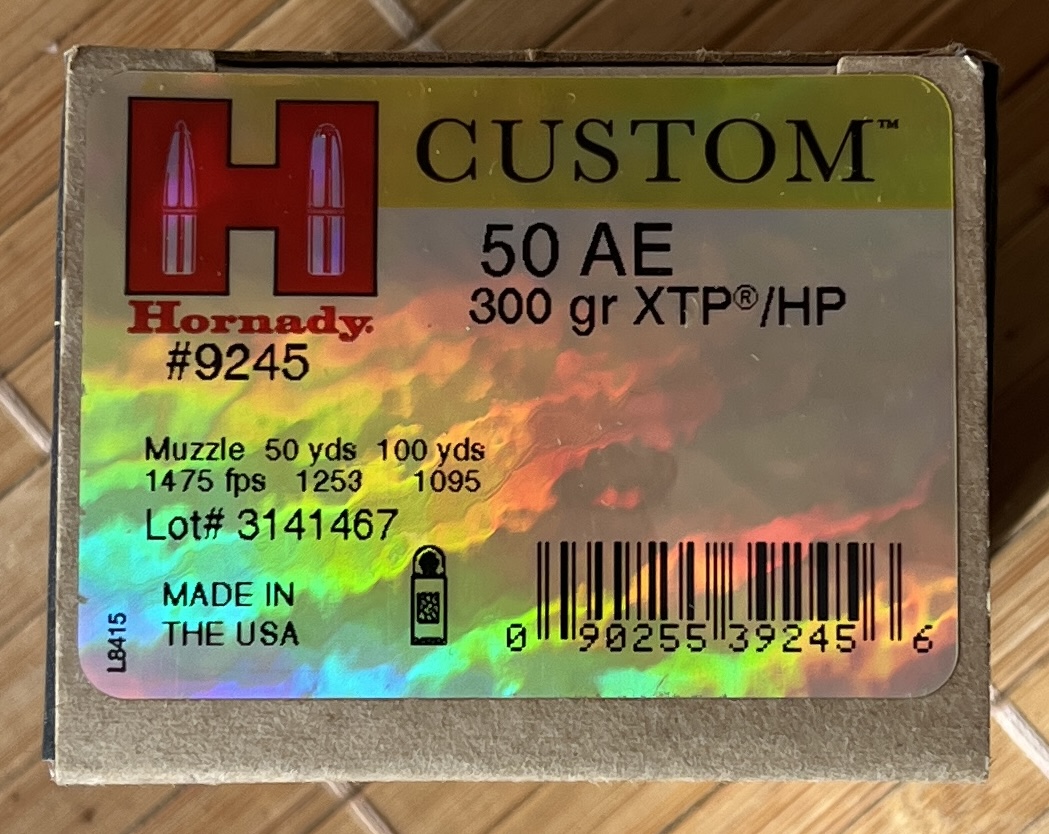 CUSTOM™
50 AE
300 gr XTP®/HP
Hornady.
#9245
Muzzle 50 yds 100 yds
1475 fps 1253 1095
Lot# 3141467
MADE IN
THE USA
L8415
0 90255 39245 6